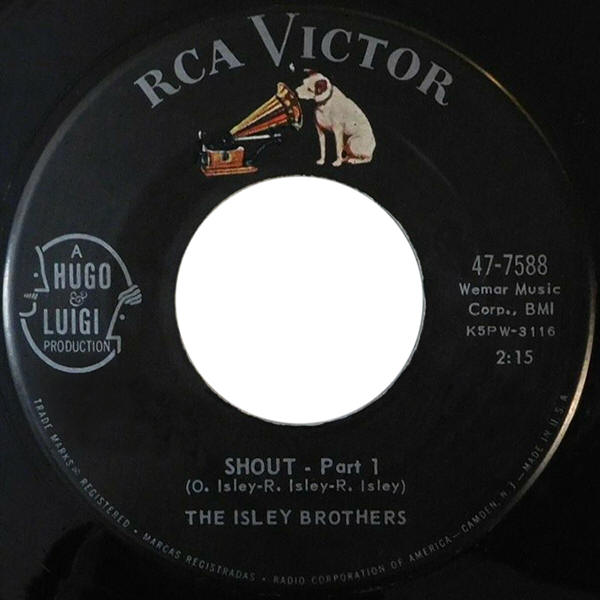 RCA VICTOR
A
HUGO
&
LUIGI
PRODUCTION
47-7588
Wemar Music
Corp., BMI
K5PW-3116
2:15
SHOUT - Part 1
(O. Isley-R. Isley-R. Isley)
THE ISLEY BROTHERS
TRADE MARKS ® REGISTERED • MARCAS REGISTRADAS • RADIO CORPORATION OF AMERICA—CAMDEN, N. J.—MADE IN U.S.A.